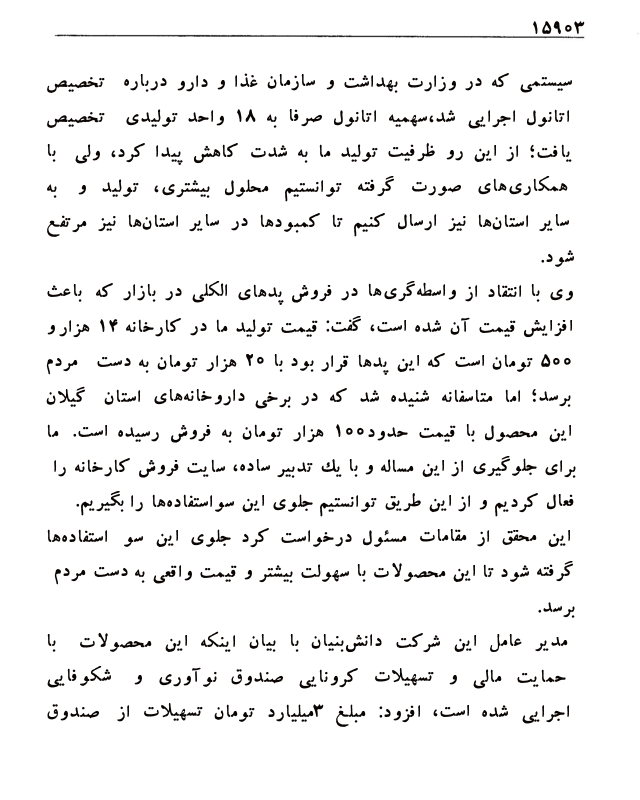 ۱۵۹۰۳
سیستمی که در وزارت بهداشت و سازمان غذا و دارو درباره تخصیص
اتانول اجرایی شد،سهمیه اتانول صرفا به ۱۸ واحد تولیدی تخصیص
یافت؛ از این رو ظرفیت تولید ما به شدت کاهش پیدا کرد، ولی با
همکاری‌های صورت گرفته توانستیم محلول بیشتری، تولید و به
سایر استان‌ها نیز ارسال کنیم تا کمبودها در سایر استان‌ها نیز مرتفع
شود.
وی با انتقاد از واسطه‌گری‌ها در فروش پدهای الکلی در بازار که باعث
افزایش قیمت آن شده است، گفت: قیمت تولید ما در کارخانه ۱۴ هزار و
۵۰۰ تومان است که این پدها قرار بود با ۲۰ هزار تومان به دست مردم
برسد؛ اما متاسفانه شنیده شد که در برخی داروخانه‌های استان گیلان
این محصول با قیمت حدود۱۰۰ هزار تومان به فروش رسیده است. ما
برای جلوگیری از این مساله و با یك تدبیر ساده، سایت فروش کارخانه را
فعال کردیم و از این طریق توانستیم جلوی این سواستفاده‌ها را بگیریم.
این محقق از مقامات مسئول درخواست کرد جلوی این سو استفاده‌ها
گرفته شود تا این محصولات با سهولت بیشتر و قیمت واقعی به دست مردم
برسد.
مدیر عامل این شرکت دانش‌بنیان با بیان اینکه این محصولات با
حمایت مالی و تسهیلات کرونایی صندوق نوآوری و شکوفایی
اجرایی شده است، افزود: مبلغ ۳میلیارد تومان تسهیلات از صندوق